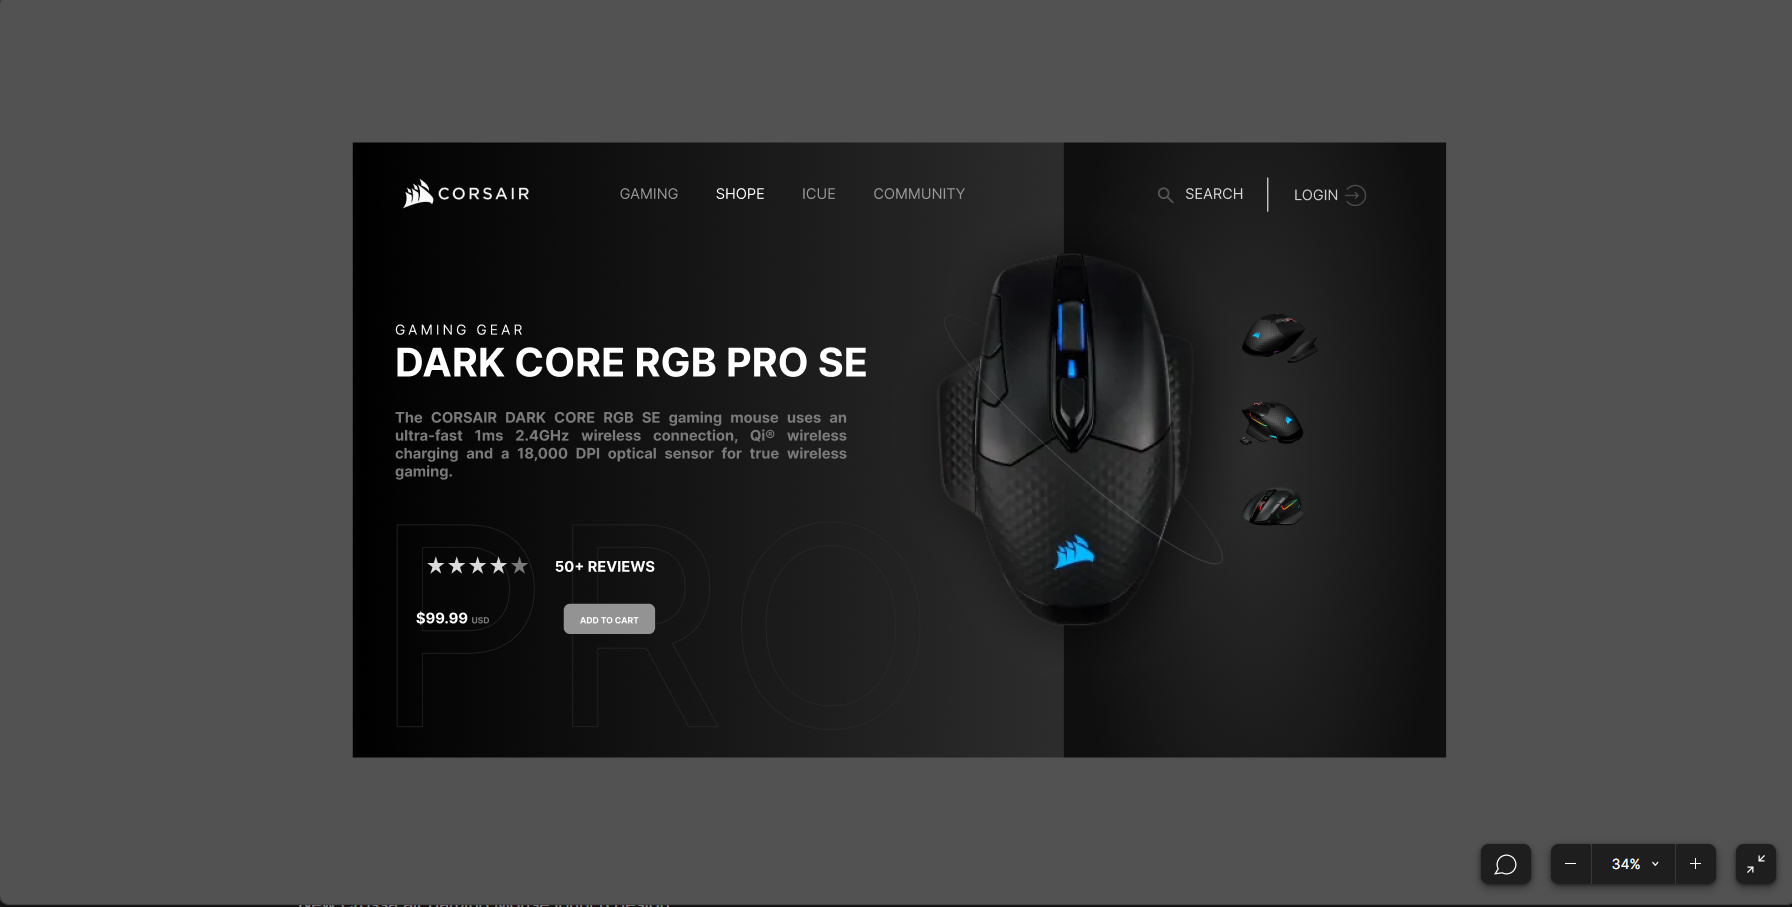 CORSAIR
GAMING SHOPE ICUE COMMUNITY
SEARCH LOGIN
GAMING GEAR
DARK CORE RGB PRO SE
The CORSAIR DARK CORE RGB SE gaming mouse uses an
ultra-fast 1ms 2.4GHz wireless connection, Qi® wireless
charging and a 18,000 DPI optical sensor for true wireless
gaming.
PRO
50+ REVIEWS
$99.99 USD
ADD TO CART
34%